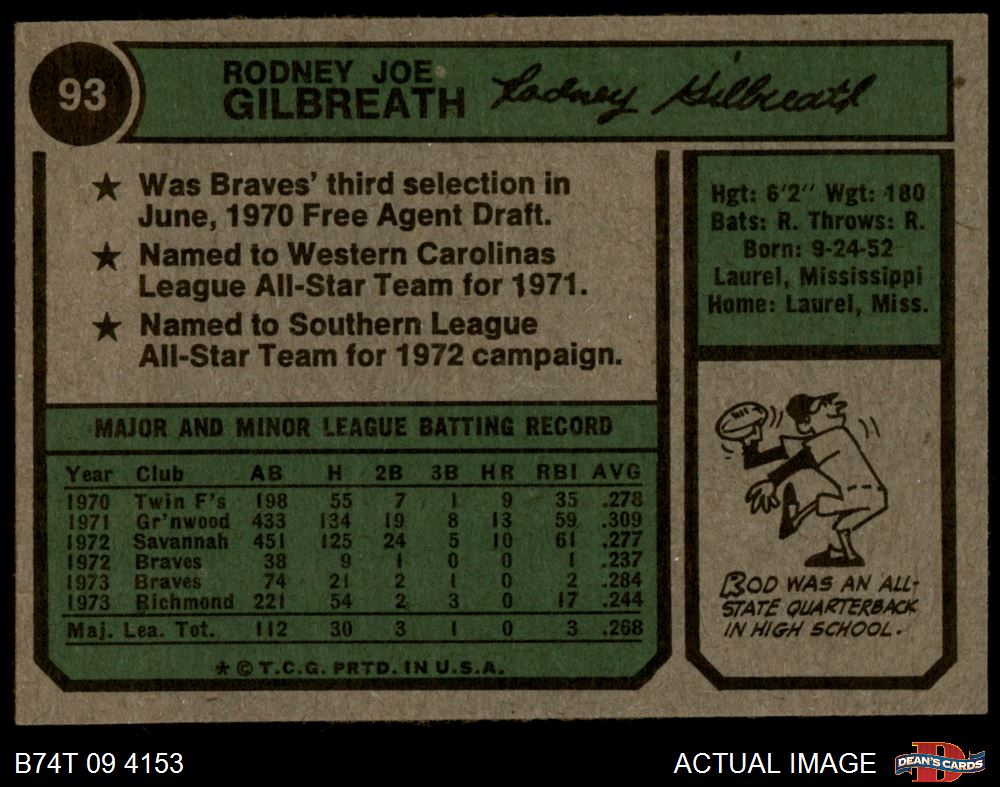 93
RODNEY JOE
GILBREATH
Rodney Gilbreath
★ Was Braves' third selection in
June, 1970 Free Agent Draft.
★ Named to Western Carolinas
League All-Star Team for 1971.
★ Named to Southern League
All-Star Team for 1972 campaign.
Hgt: 6'2" Wgt: 180
Bats: R. Throws: R.
Born: 9-24-52
Laurel, Mississippi
Home: Laurel, Miss.
MAJOR AND MINOR LEAGUE BATTING RECORD
Year Club AB H 2B 3B HR RBI AVG
1970 Twin F's 198 55 7 1 9 35 .278
1971 Gr'nwood 433 134 19 8 13 59 .309
1972 Savannah 451 125 24 5 10 61 .277
1972 Braves 38 9 1 0 0 1 .237
1973 Braves 74 21 2 1 0 2 .284
1973 Richmond 221 54 2 3 0 17 .244
Maj. Lea. Tot. 112 30 3 1 0 3 .268
* © T.C.G. PRTD. IN U.S.A.
ROD WAS AN ALL-
STATE QUARTERBACK
IN HIGH SCHOOL.
B74T 09 4153
ACTUAL IMAGE
D
DEAN'S CARDS